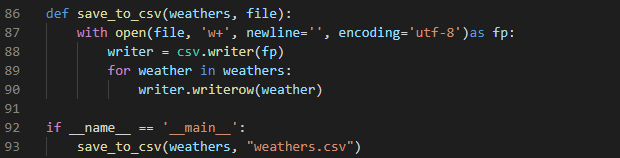 86 def save_to_csv(weathers, file):
87     with open(file, 'w+', newline='', encoding='utf-8')as fp:
88         writer = csv.writer(fp)
89         for weather in weathers:
90             writer.writerow(weather)
91
92 if __name__ == '__main__':
93     save_to_csv(weathers, "weathers.csv")